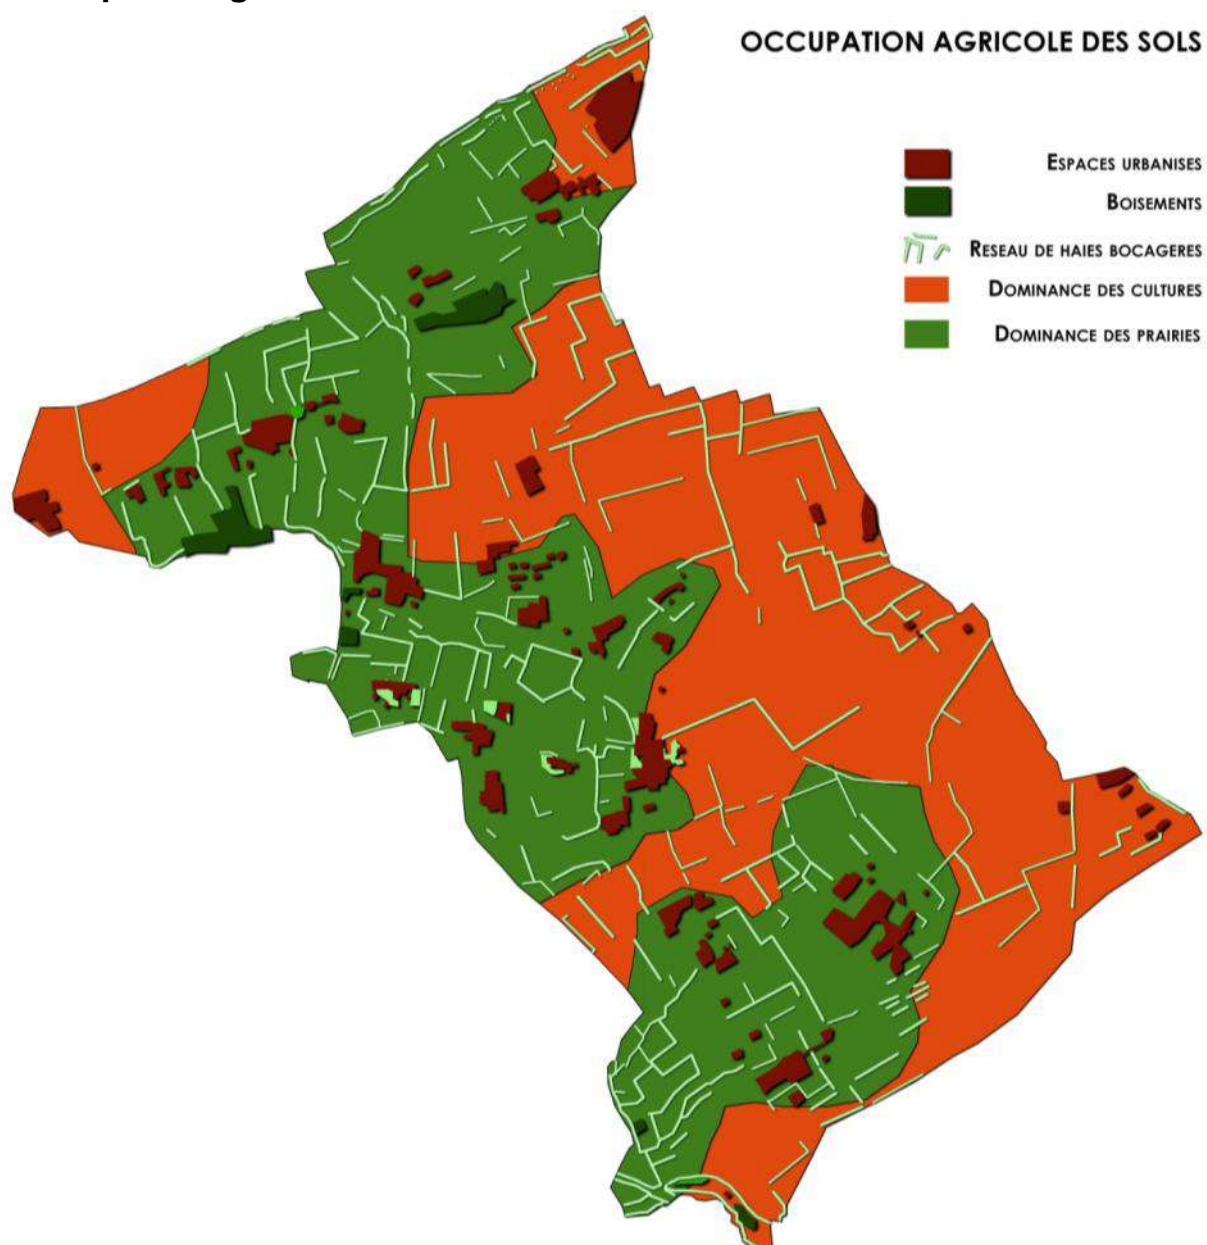 OCCUPATION AGRICOLE DES SOLS
ESPACES URBANISES
BOISEMENTS
RESEAU DE HAIES BOCAGERES
DOMINANCE DES CULTURES
DOMINANCE DES PRAIRIES